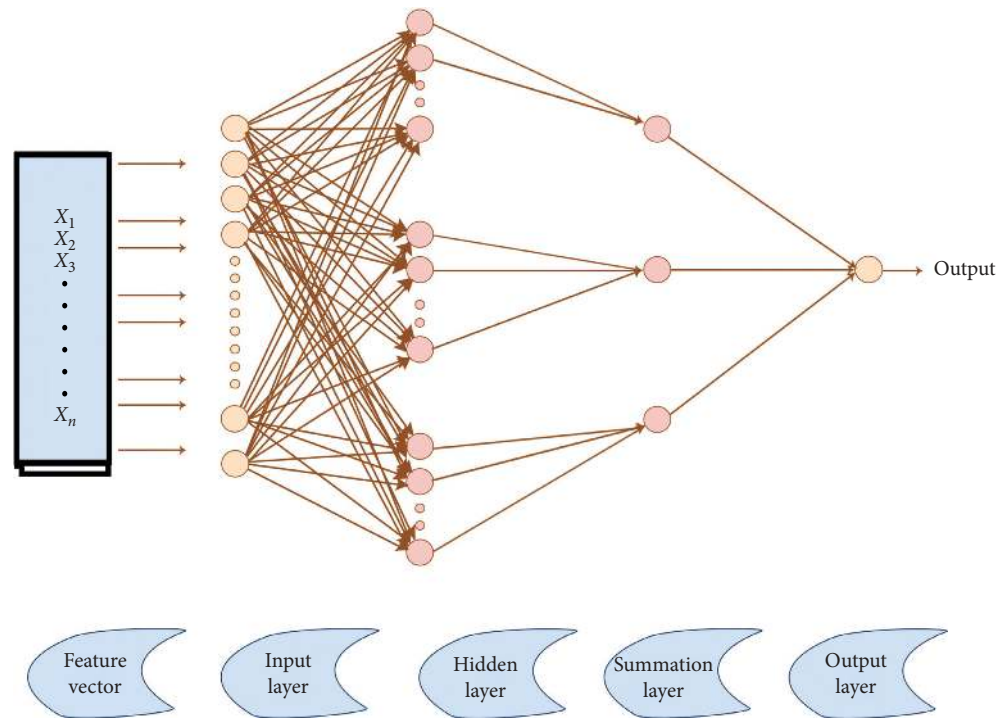 X₁
X₂
X₃
Xₙ
Output
Feature
vector
Input
layer
Hidden
layer
Summation
layer
Output
layer